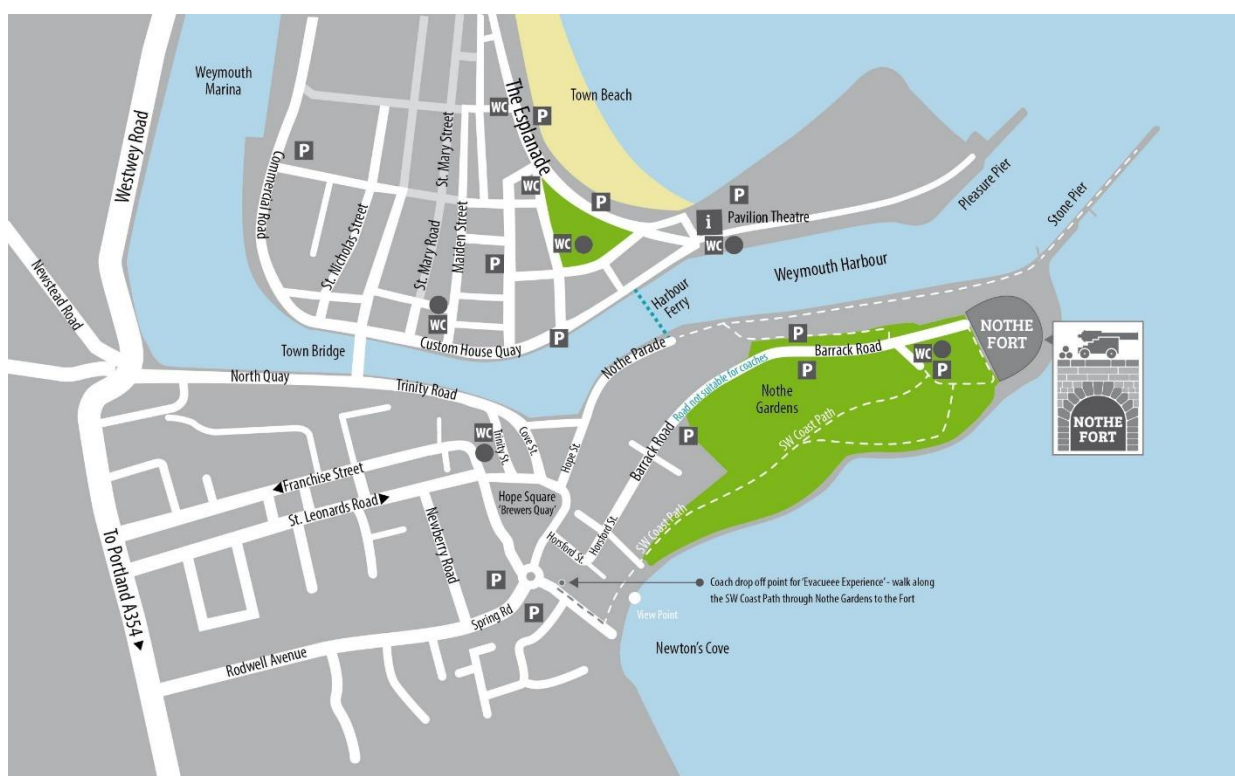 Weymouth
Marina
Town Beach
The Esplanade
WC
P
Westwey Road
Commercial Road
P
St. Mary Street
WC
P
P
Pleasure Pier
Stone Pier
i
Pavilion Theatre
WC
WC
St. Nicholas Street
St. Mary Road
Maiden Street
P
Newstead Road
Weymouth Harbour
Harbour
Ferry
WC
Custom House Quay
P
Town Bridge
Nothe Parade
P
Barrack Road
P
WC
P
NOTHE
FORT
NOTHE
FORT
North Quay
Trinity Road
Road not suitable for coaches
Nothe
Gardens
SW Coast Path
Barrack Road
P
WC
Trinity St.
Cove St.
Hope St.
Franchise Street
St. Leonards Road
Hope Square
'Brewers Quay'
Newberry Road
Horsford St.
Horsford St.
SW Coast Path
To Portland A354
P
P
Coach drop off point for 'Evacueee Experience' - walk along
the SW Coast Path through Nothe Gardens to the Fort
View Point
Spring Rd
Rodwell Avenue
Newton's Cove